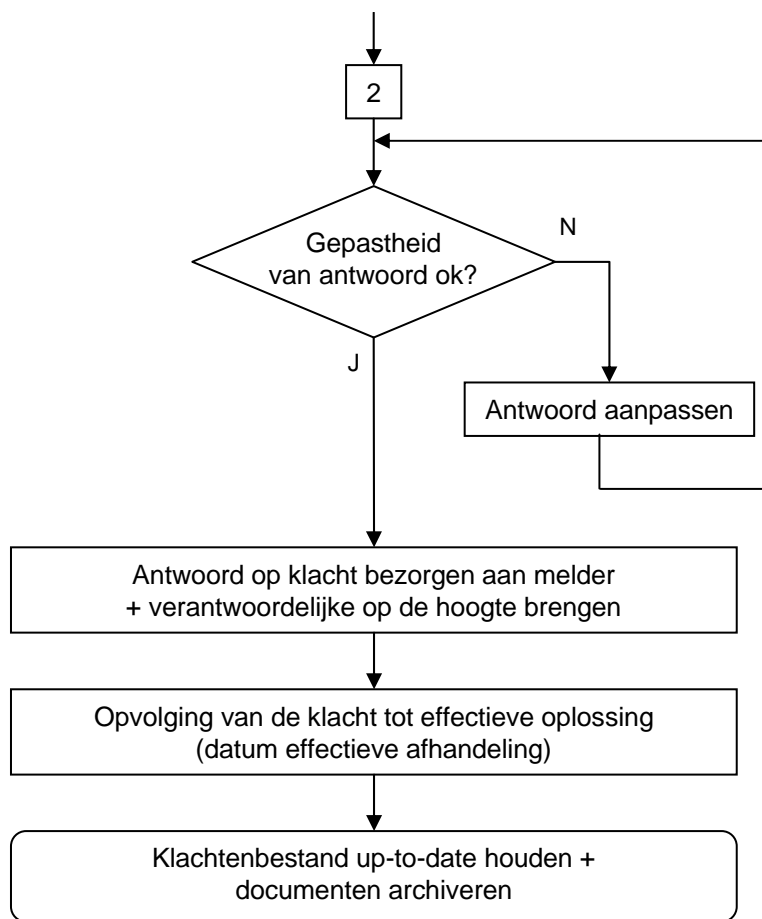 2
Gepastheid
van antwoord ok?
N
J
Antwoord aanpassen
Antwoord op klacht bezorgen aan melder
+ verantwoordelijke op de hoogte brengen
Opvolging van de klacht tot effectieve oplossing
(datum effectieve afhandeling)
Klachtenbestand up-to-date houden +
documenten archiveren